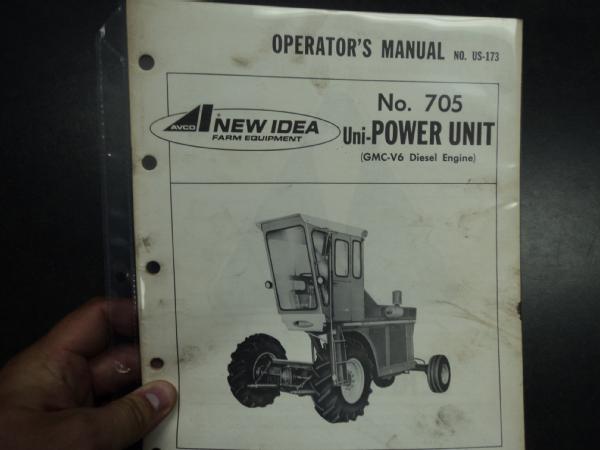 OPERATOR'S MANUAL NO. US-173
AVCO NEW IDEA
FARM EQUIPMENT
No. 705
Uni-POWER UNIT
(GMC-V6 Diesel Engine)